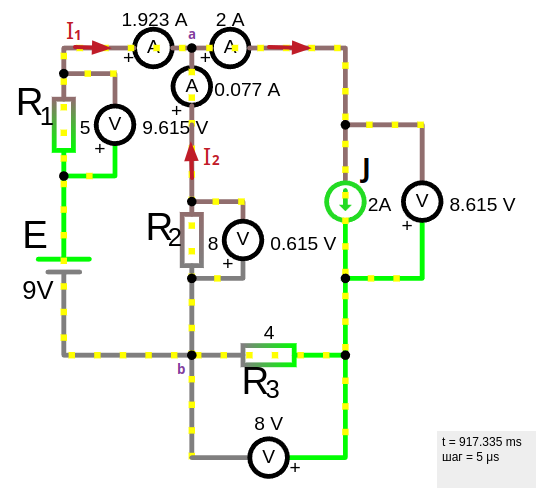 1.923 A
2 A
I1
a
A
A
+
+
A
0.077 A
+
R1
5
V
9.615 V
+
J
I2
2A
V
8.615 V
+
R2
8
V
0.615 V
+
E
9V
4
b
R3
8 V
V
+
t = 917.335 ms
шаг = 5 µs